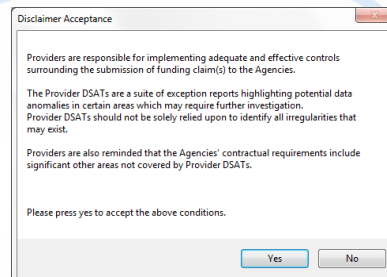 Disclaimer Acceptance
Providers are responsible for implementing adequate and effective controls
surrounding the submission of funding claim(s) to the Agencies.
The Provider DSATs are a suite of exception reports highlighting potential data
anomalies in certain areas which may require further investigation.
Provider DSATs should not be solely relied upon to identify all irregularities that
may exist.
Providers are also reminded that the Agencies' contractual requirements include
significant other areas not covered by Provider DSATs.
Please press yes to accept the above conditions.
Yes No